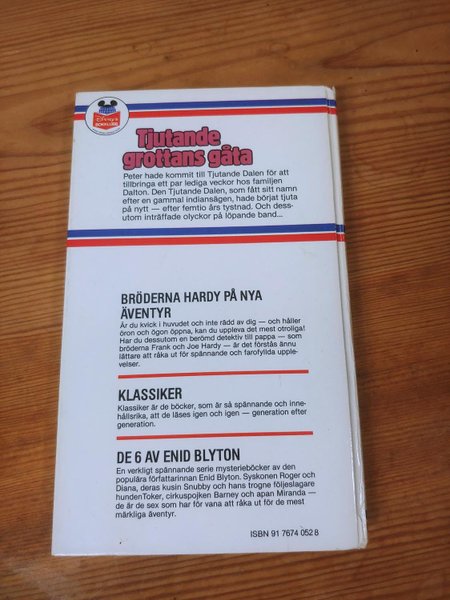 Disney's
BOKKLUBB
Tjutande
grottans gåta
Peter hade kommit till Tjutande Dalen för att
tillbringa ett par lediga veckor hos familjen
Dalton. Den Tjutande Dalen, som fått sitt namn
efter en gammal indiansägen, hade börjat tjuta
på nytt — efter femtio års tystnad. Och dess-
utom inträffade olyckor på löpande band...
BRÖDERNA HARDY PÅ NYA
ÄVENTYR
Är du kvick i huvudet och inte rädd av dig — och håller
öron och ögon öppna, kan du uppleva det mest otroliga!
Har du dessutom en berömd detektiv till pappa — som
bröderna Frank och Joe Hardy — är det förstås ännu
lättare att råka ut för spännande och farofyllda upple-
velser.
KLASSIKER
Klassiker är de böcker, som är så spännande och inne-
hållsrika, att de läses igen och igen — generation efter
generation.
DE 6 AV ENID BLYTON
En verkligt spännande serie mysterieböcker av den
populära författarinnan Enid Blyton. Syskonen Roger och
Diana, deras kusin Snubby och hans trogne följeslagare
hundenToker, cirkuspojken Barney och apan Miranda —
de är de sex som har för vana att råka ut för de mest
märkliga äventyr.
ISBN 91 7674 052 8